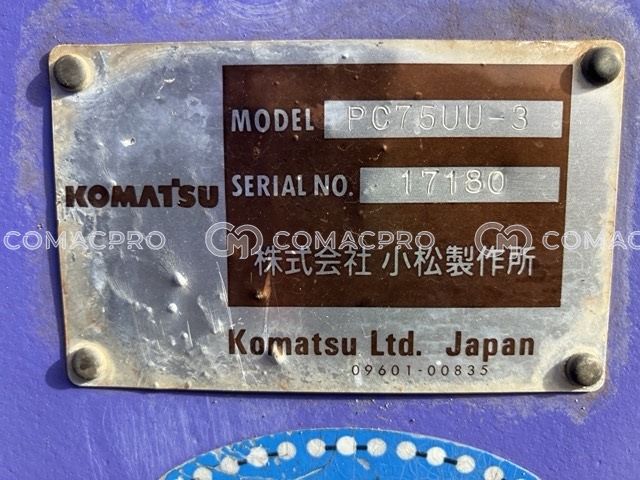 MODEL PC75UU-3
KOMATSU
SERIAL NO. 17180
COMACPRO COMACPRO COMACPRO
株式会社 小松製作所
Komatsu Ltd. Japan
09601-00835